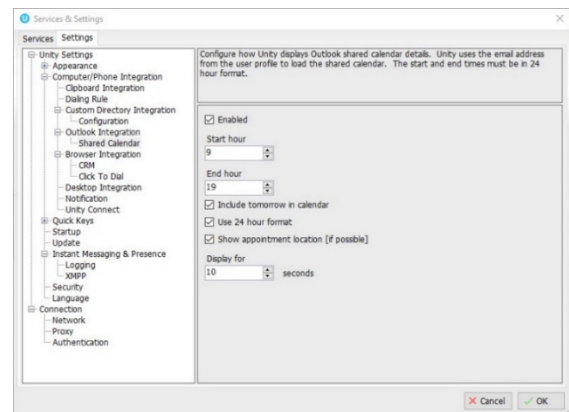 Services & Settings
Services Settings
Unity Settings
Appearance
Computer/Phone Integration
Clipboard Integration
Dialing Rule
Custom Directory Integration
Configuration
Outlook Integration
Shared Calendar
Browser Integration
CRM
Click To Dial
Desktop Integration
Notification
Unity Connect
Quick Keys
Startup
Update
Instant Messaging & Presence
Logging
XMPP
Security
Language
Connection
Network
Proxy
Authentication
Configure how Unity displays Outlook shared calendar details. Unity uses the email address
from the user profile to load the shared calendar. The start and end times must be in 24
hour format.
Enabled
Start hour
9
End hour
19
Include tomorrow in calendar
Use 24 hour format
Show appointment location [if possible]
Display for
10 seconds
Cancel OK